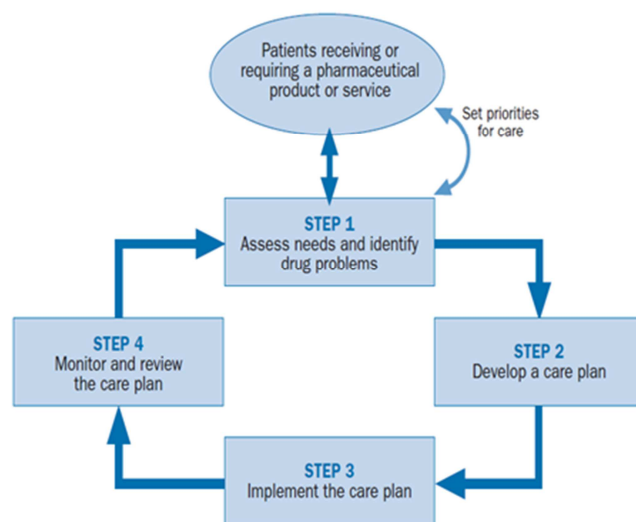 Patients receiving or
requiring a pharmaceutical
product or service
Set priorities
for care
STEP 1
Assess needs and identify
drug problems
STEP 2
Develop a care plan
STEP 3
Implement the care plan
STEP 4
Monitor and review
the care plan